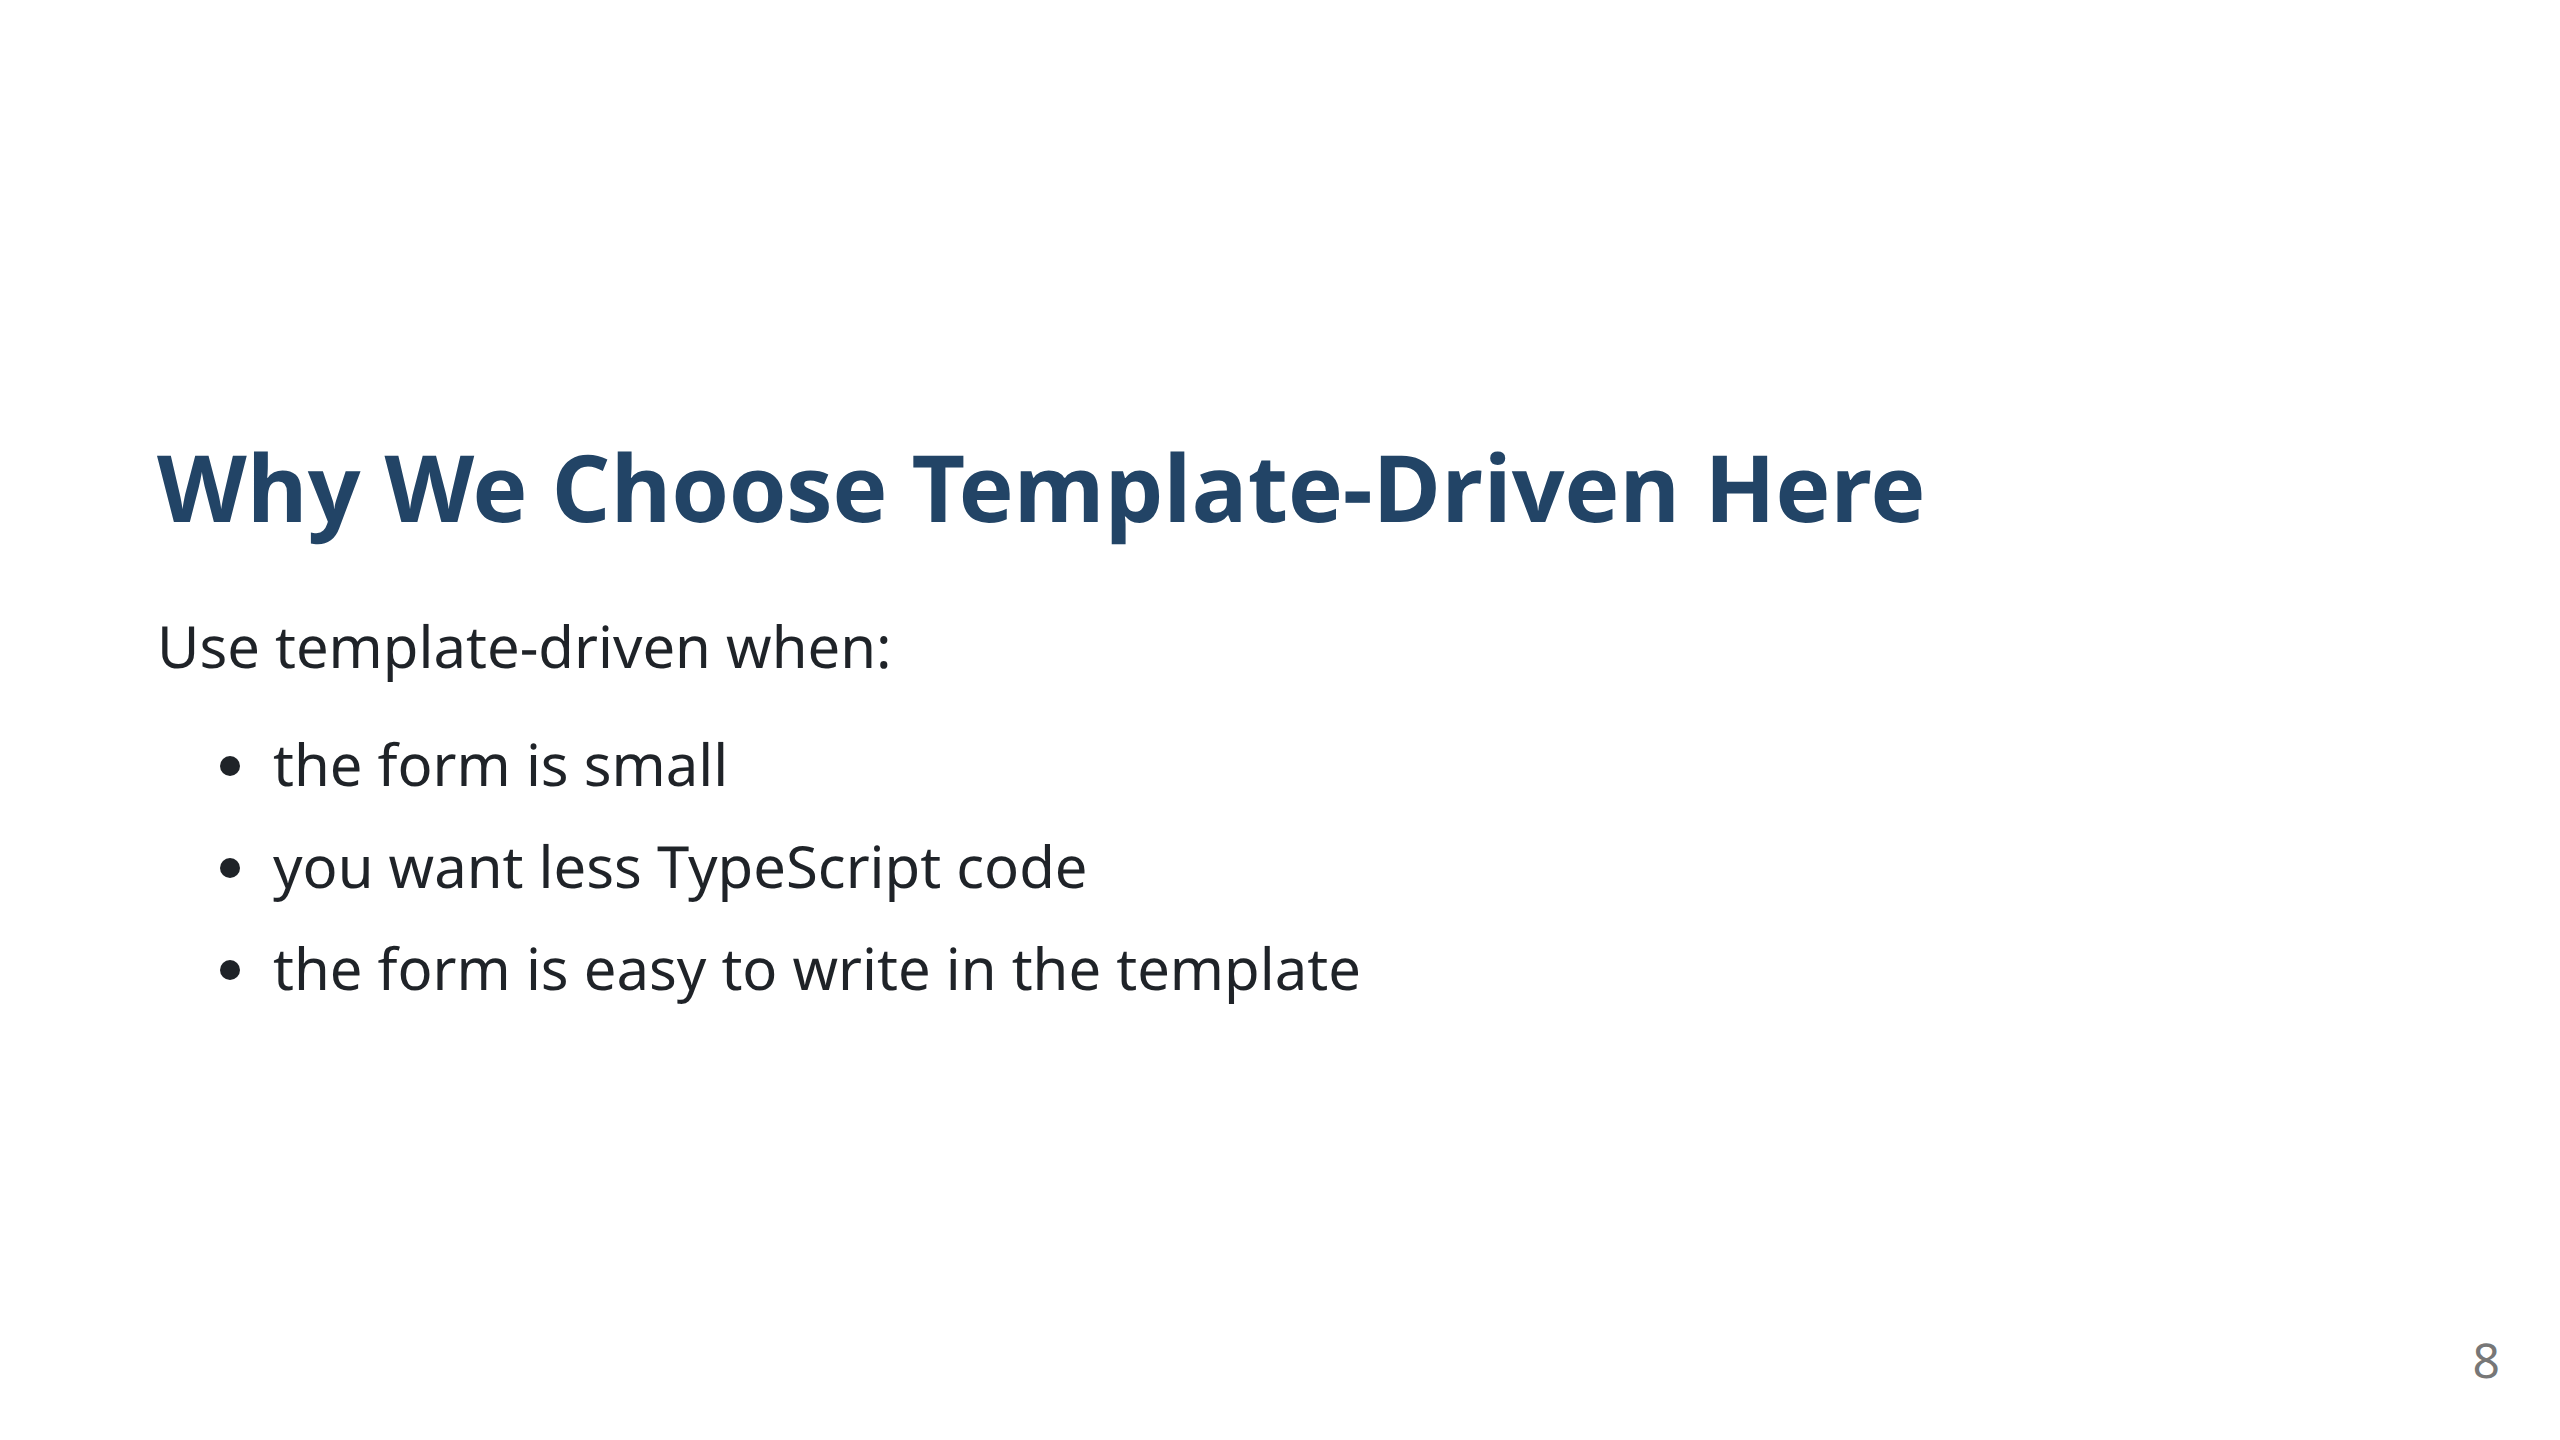 Why We Choose Template-Driven Here
Use template-driven when:
• the form is small
• you want less TypeScript code
• the form is easy to write in the template
8